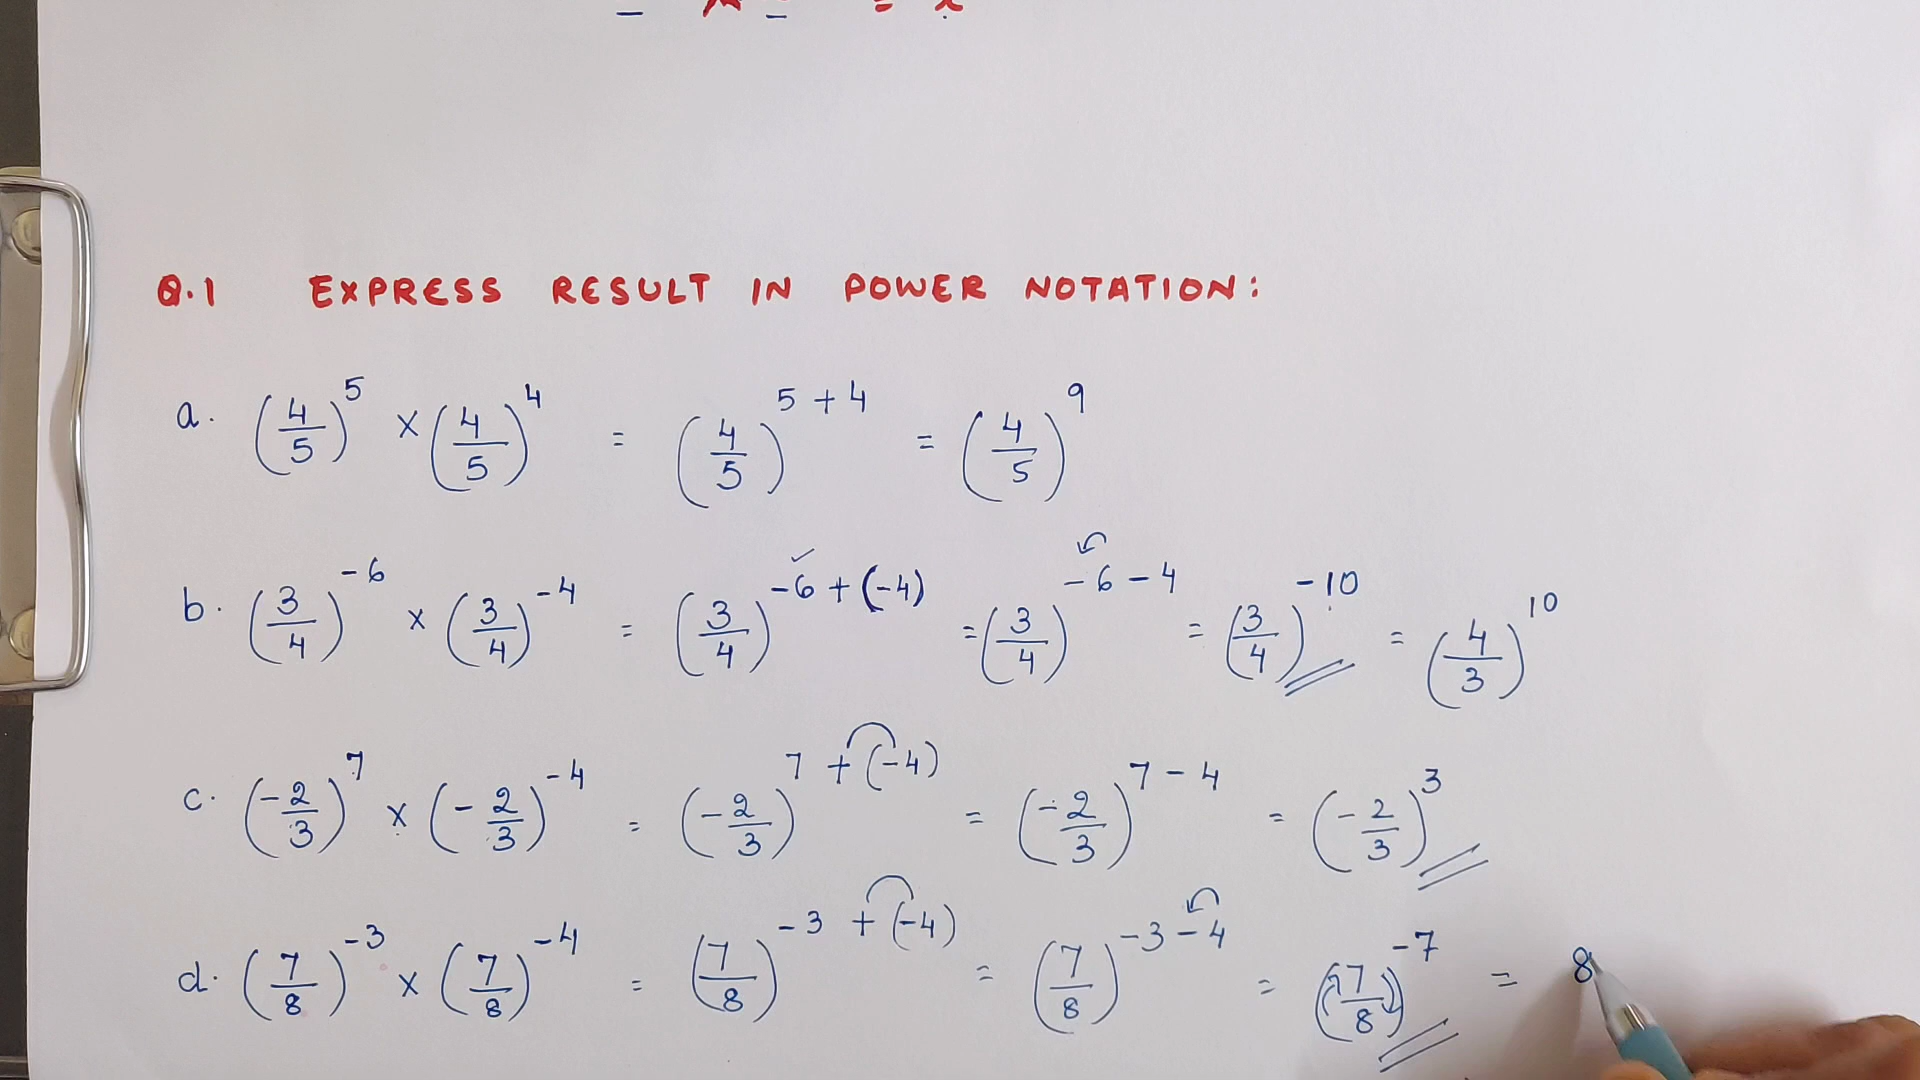 Q.1 EXPRESS RESULT IN POWER NOTATION:
a. (4/5)^5 × (4/5)^4 = (4/5)^(5+4) = (4/5)^9
b. (3/4)^-6 × (3/4)^-4 = (3/4)^(-6+(-4)) = (3/4)^(-6-4) = (3/4)^-10 = (4/3)^10
c. (-2/3)^7 × (-2/3)^-4 = (-2/3)^(7+(-4)) = (-2/3)^(7-4) = (-2/3)^3
d. (7/8)^-3 × (7/8)^-4 = (7/8)^(-3+(-4)) = (7/8)^(-3-4) = (7/8)^-7 = 8